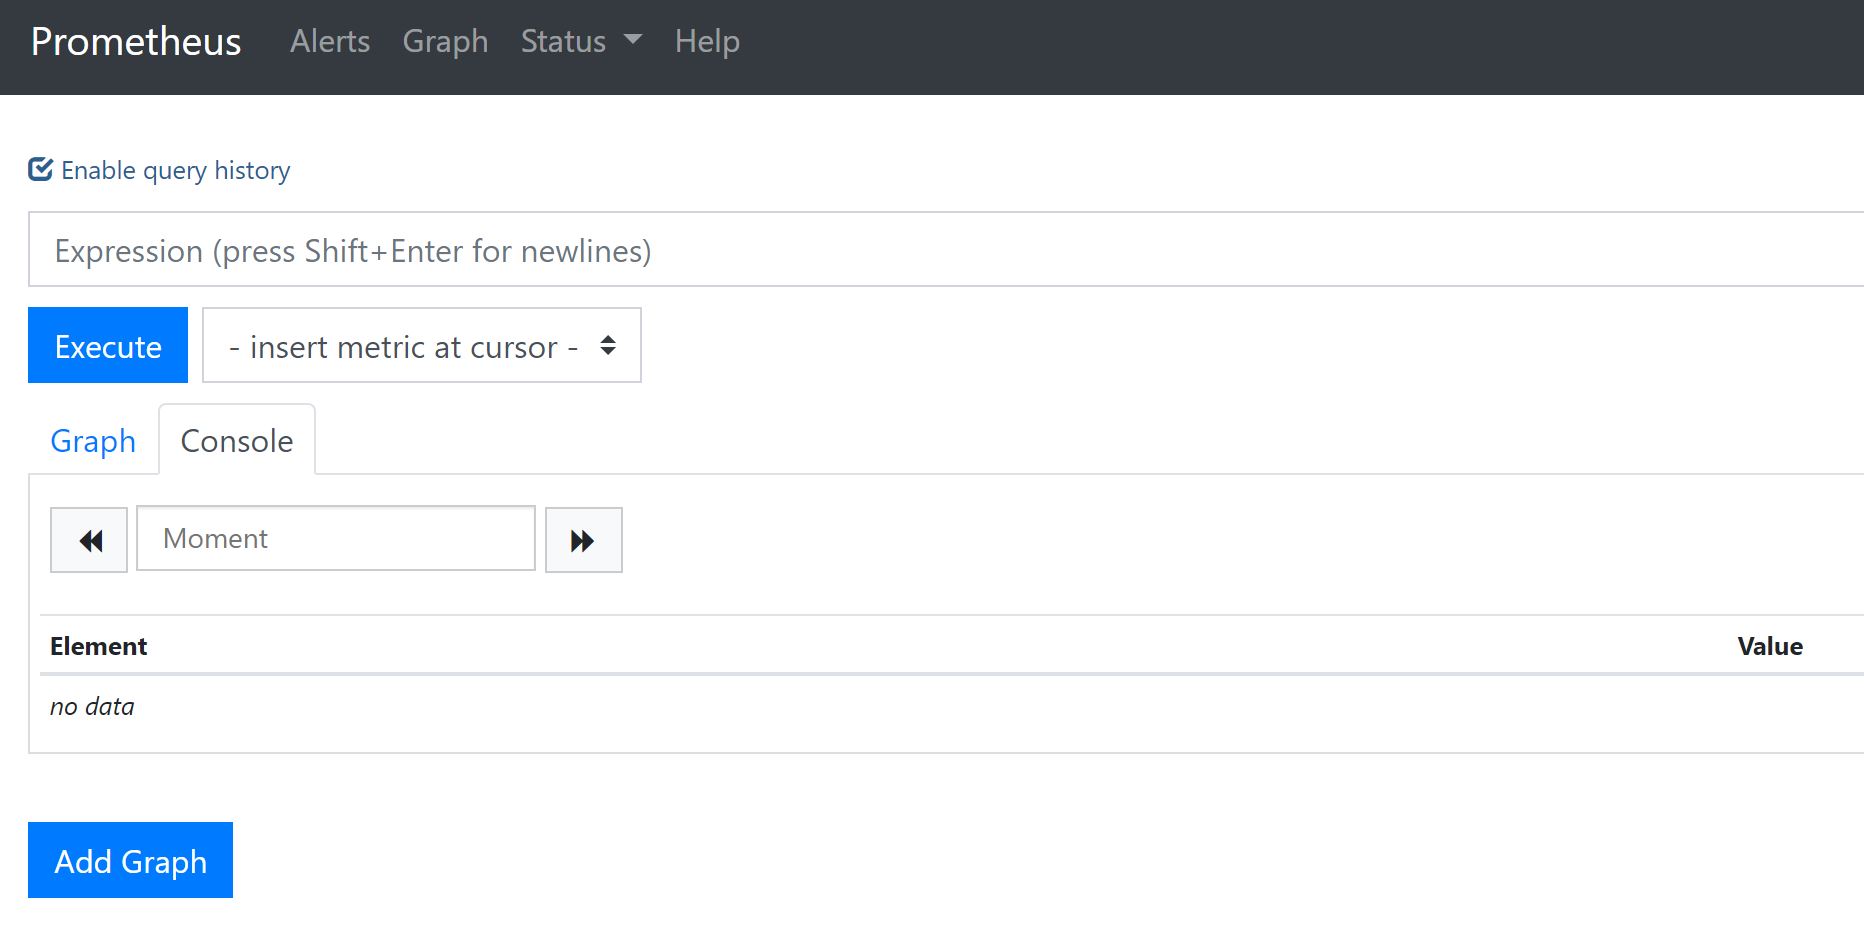 Prometheus Alerts Graph Status Help
Enable query history
Expression (press Shift+Enter for newlines)
Execute - insert metric at cursor -
Graph Console
Moment
Element Value
no data
Add Graph